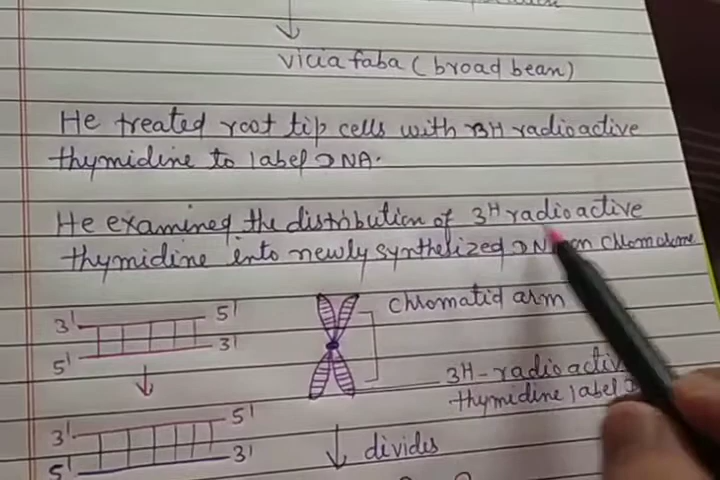 vicia faba (broad bean)
He treated root tip cells with 3H radioactive
thymidine to label DNA.
He examined the distribution of 3H radioactive
thymidine into newly synthesized DNA on
chromatid arm
3' 5'
5' 3'
3H-radioactive
thymidine label
3' 5'
5' 3'
divides